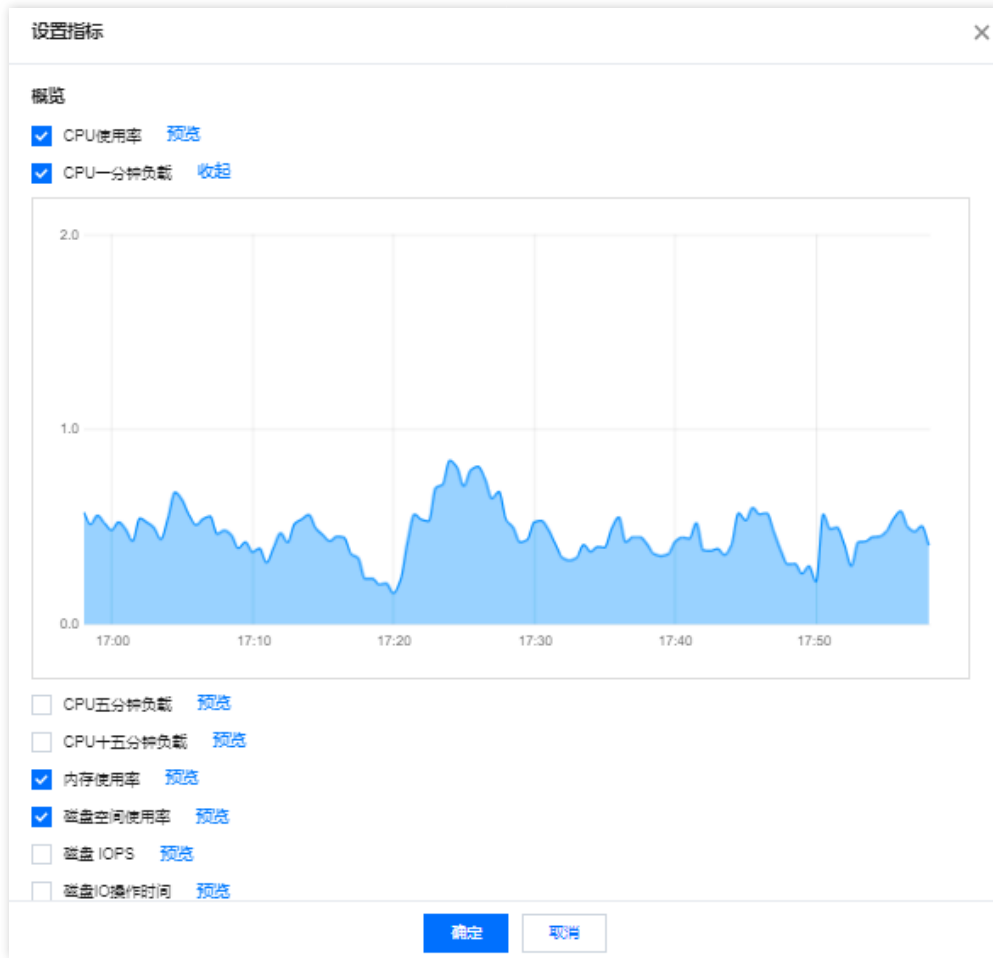 设置指标
概览
CPU使用率 预览
CPU一分钟负载 收起
2.0
1.0
0.0
17:00 17:10 17:20 17:30 17:40 17:50
CPU五分钟负载 预览
CPU十五分钟负载 预览
内存使用率 预览
磁盘空间使用率 预览
磁盘 IOPS 预览
磁盘IO操作时间 预览
确定 取消